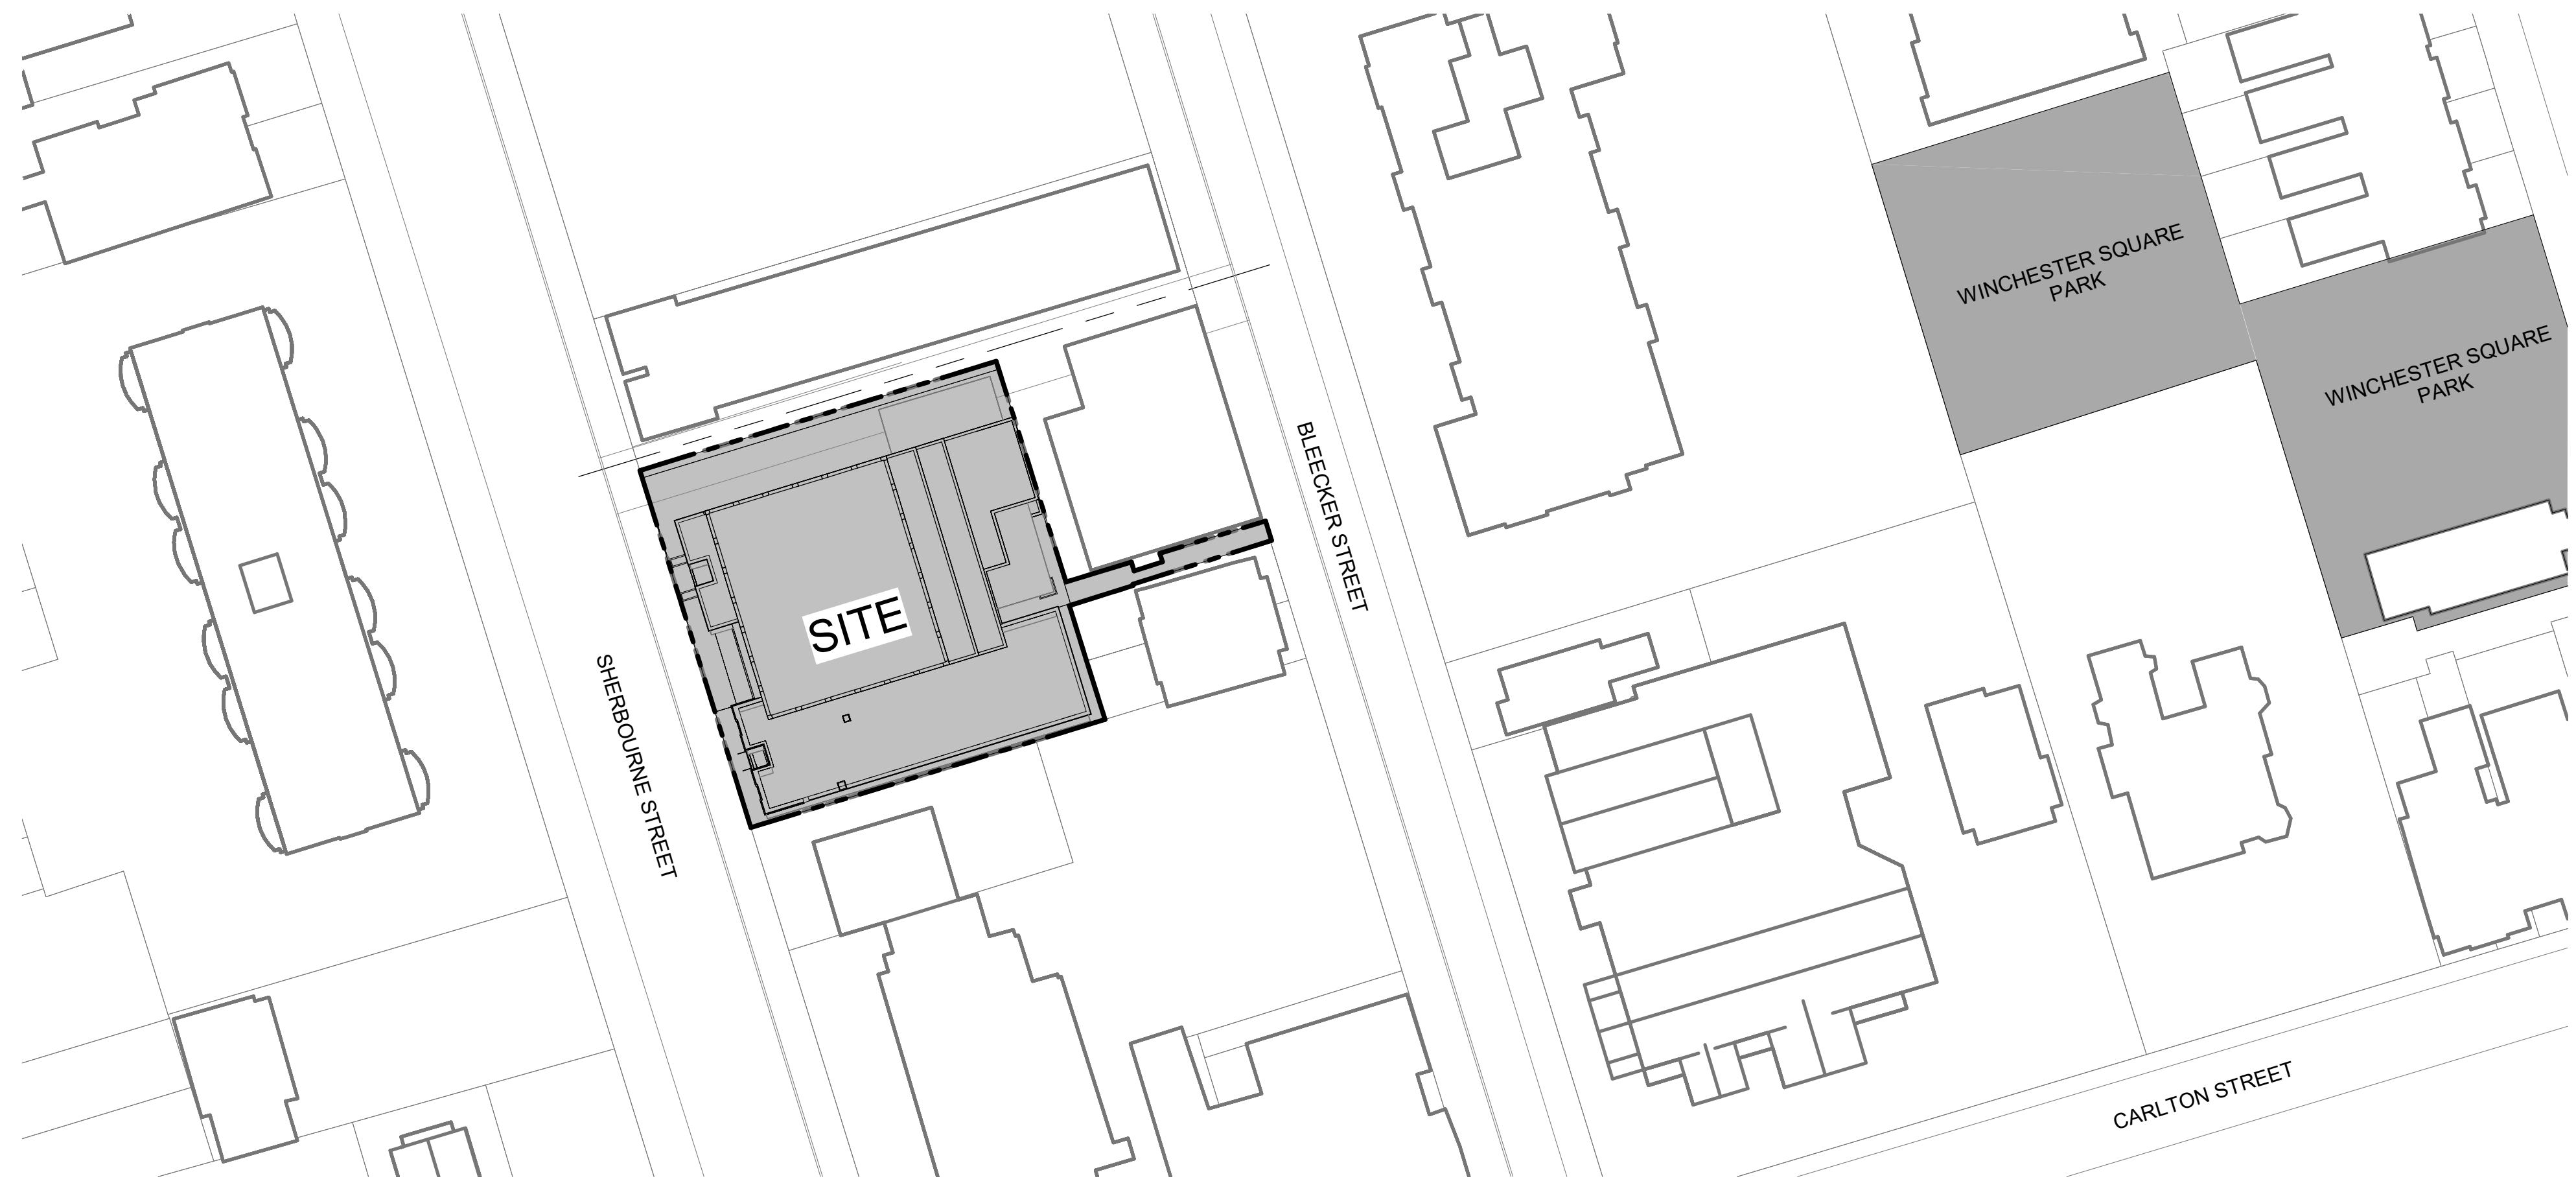 WINCHESTER SQUARE
PARK
WINCHESTER SQUARE
PARK
BLEECKER STREET
SITE
SHERBOURNE STREET
CARLTON STREET